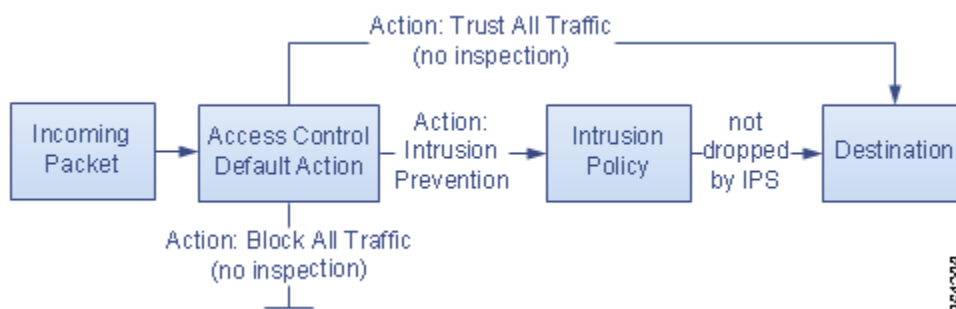 Action: Trust All Traffic
(no inspection)
Incoming
Packet
Access Control
Default Action
Action:
Intrusion
Prevention
Intrusion
Policy
not
dropped
by IPS
Destination
Action: Block All Traffic
(no inspection)